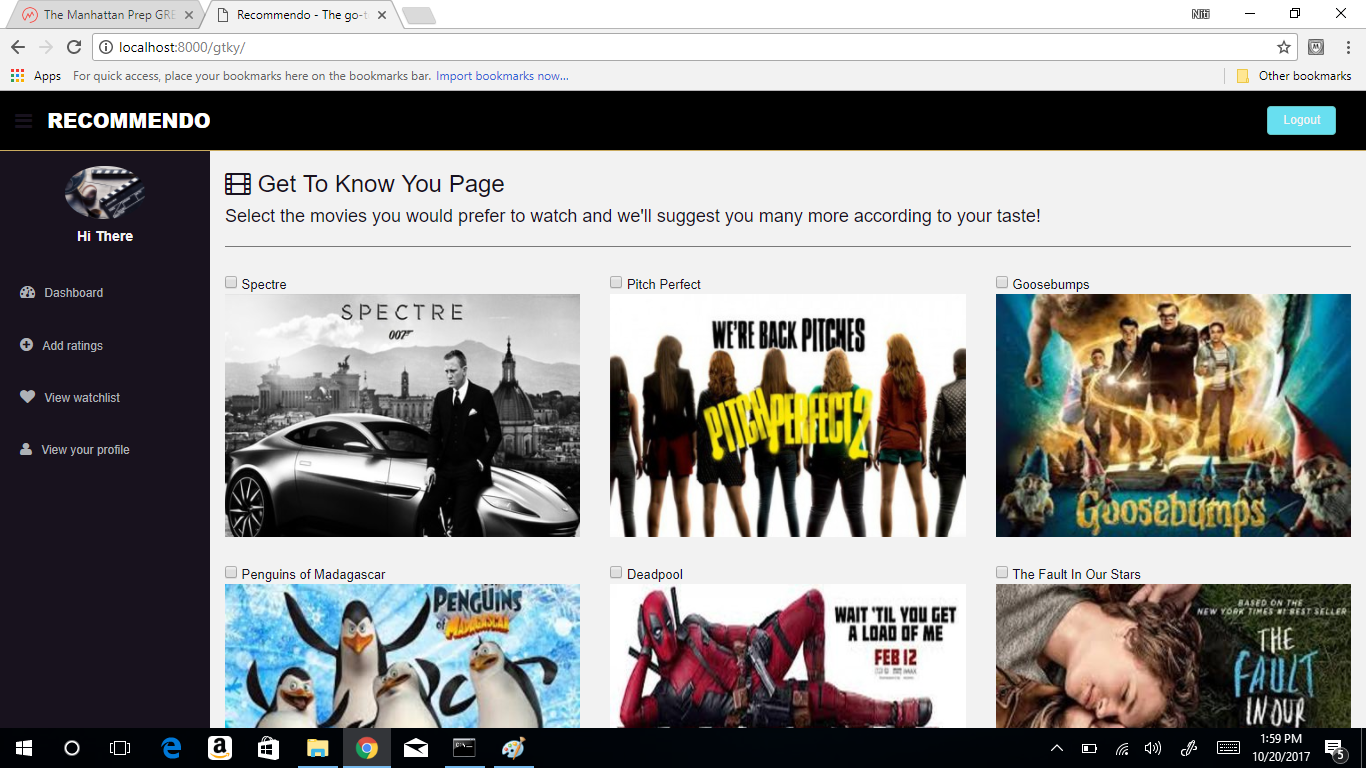 The Manhattan Prep GRE
Recommendo - The go-t
Nit
localhost:8000/gtky/
Apps For quick access, place your bookmarks here on the bookmarks bar. Import bookmarks now... Other bookmarks
RECOMMENDO
Logout
Hi There
Dashboard
Add ratings
View watchlist
View your profile
Get To Know You Page
Select the movies you would prefer to watch and we'll suggest you many more according to your taste!
Spectre
SPECTRE
007
Pitch Perfect
WE'RE BACK PITCHES
PITCH PERFECT 2
Goosebumps
Goosebumps
Penguins of Madagascar
PENGUINS
of MADAGASCAR
Deadpool
WAIT 'TIL YOU GET
A LOAD OF ME
FEB 12
The Fault In Our Stars
BASED ON THE
NEW YORK TIMES #1 BEST SELLER
THE
FAULT
IN OUR
1:59 PM
10/20/2017
5